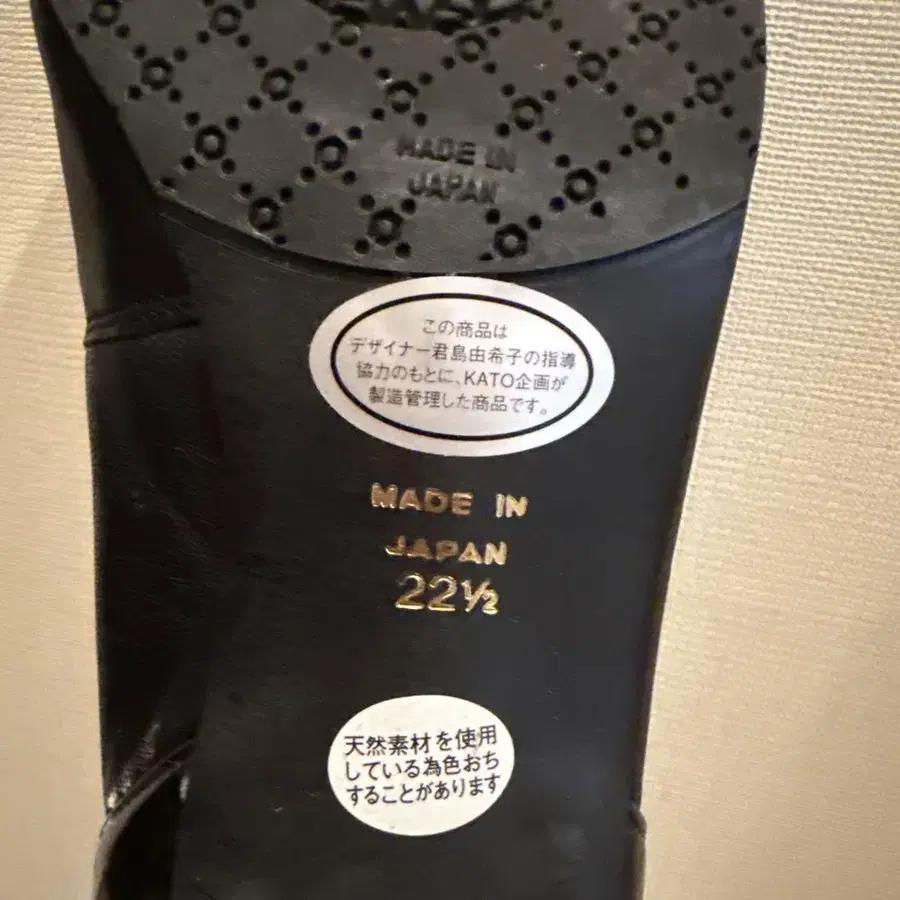 MADE IN
JAPAN
この商品は
デザイナー君島由希子の指導
協力のもとに、KATO企画が
製造管理した商品です。
MADE IN
JAPAN
22½
天然素材を使用
している為色おち
することがあります